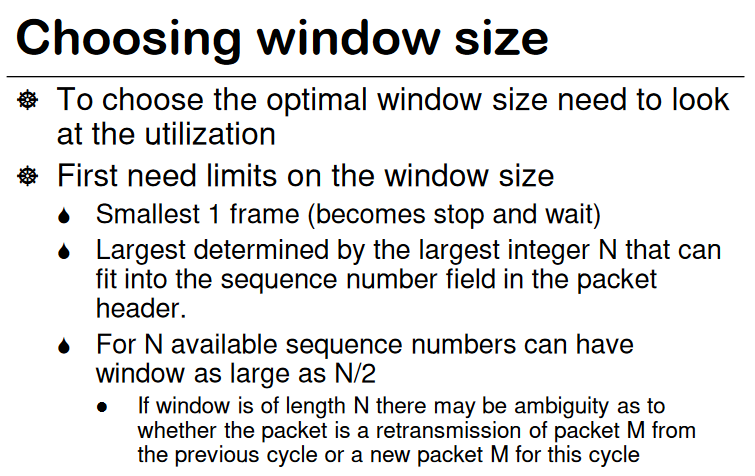 Choosing window size
To choose the optimal window size need to look
at the utilization
First need limits on the window size
Smallest 1 frame (becomes stop and wait)
Largest determined by the largest integer N that can
fit into the sequence number field in the packet
header.
For N available sequence numbers can have
window as large as N/2
If window is of length N there may be ambiguity as to
whether the packet is a retransmission of packet M from
the previous cycle or a new packet M for this cycle